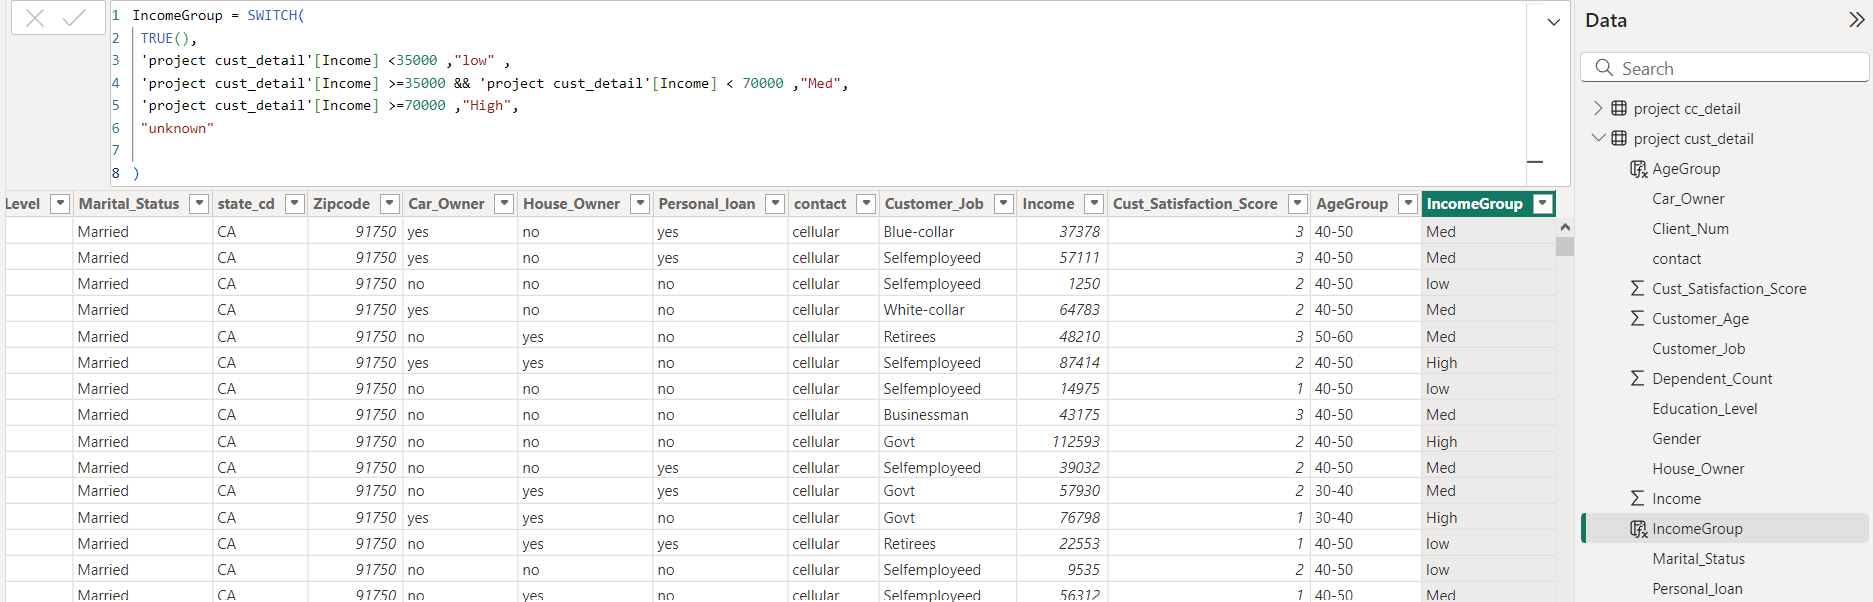 1 IncomeGroup = SWITCH(
2 TRUE(),
3 'project cust_detail'[Income] <35000 ,"low" ,
4 'project cust_detail'[Income] >=35000 && 'project cust_detail'[Income] < 70000 ,"Med",
5 'project cust_detail'[Income] >=70000 ,"High",
6 "unknown"
7
8 )
Level Marital_Status state_cd Zipcode Car_Owner House_Owner Personal_loan contact Customer_Job Income Cust_Satisfaction_Score AgeGroup IncomeGroup
Married CA 91750 yes no yes cellular Blue-collar 37378 3 40-50 Med
Married CA 91750 yes no yes cellular Selfemployeed 57111 3 40-50 Med
Married CA 91750 no no no cellular Selfemployeed 1250 2 40-50 low
Married CA 91750 yes no no cellular White-collar 64783 2 40-50 Med
Married CA 91750 no yes no cellular Retirees 48210 3 50-60 Med
Married CA 91750 yes yes no cellular Selfemployeed 87414 2 40-50 High
Married CA 91750 no no no cellular Selfemployeed 14975 1 40-50 low
Married CA 91750 no no no cellular Businessman 43175 3 40-50 Med
Married CA 91750 no no no cellular Govt 112593 2 40-50 High
Married CA 91750 no no yes cellular Selfemployeed 39032 2 40-50 Med
Married CA 91750 no yes yes cellular Govt 57930 2 30-40 Med
Married CA 91750 yes yes no cellular Govt 76798 1 30-40 High
Married CA 91750 no yes yes cellular Retirees 22553 1 40-50 low
Married CA 91750 no no no cellular Selfemployeed 9535 2 40-50 low
Married CA 91750 no yes no cellular Selfemployeed 56312 1 40-50 Med
Data
Search
project cc_detail
project cust_detail
AgeGroup
Car_Owner
Client_Num
contact
Cust_Satisfaction_Score
Customer_Age
Customer_Job
Dependent_Count
Education_Level
Gender
House_Owner
Income
IncomeGroup
Marital_Status
Personal_loan